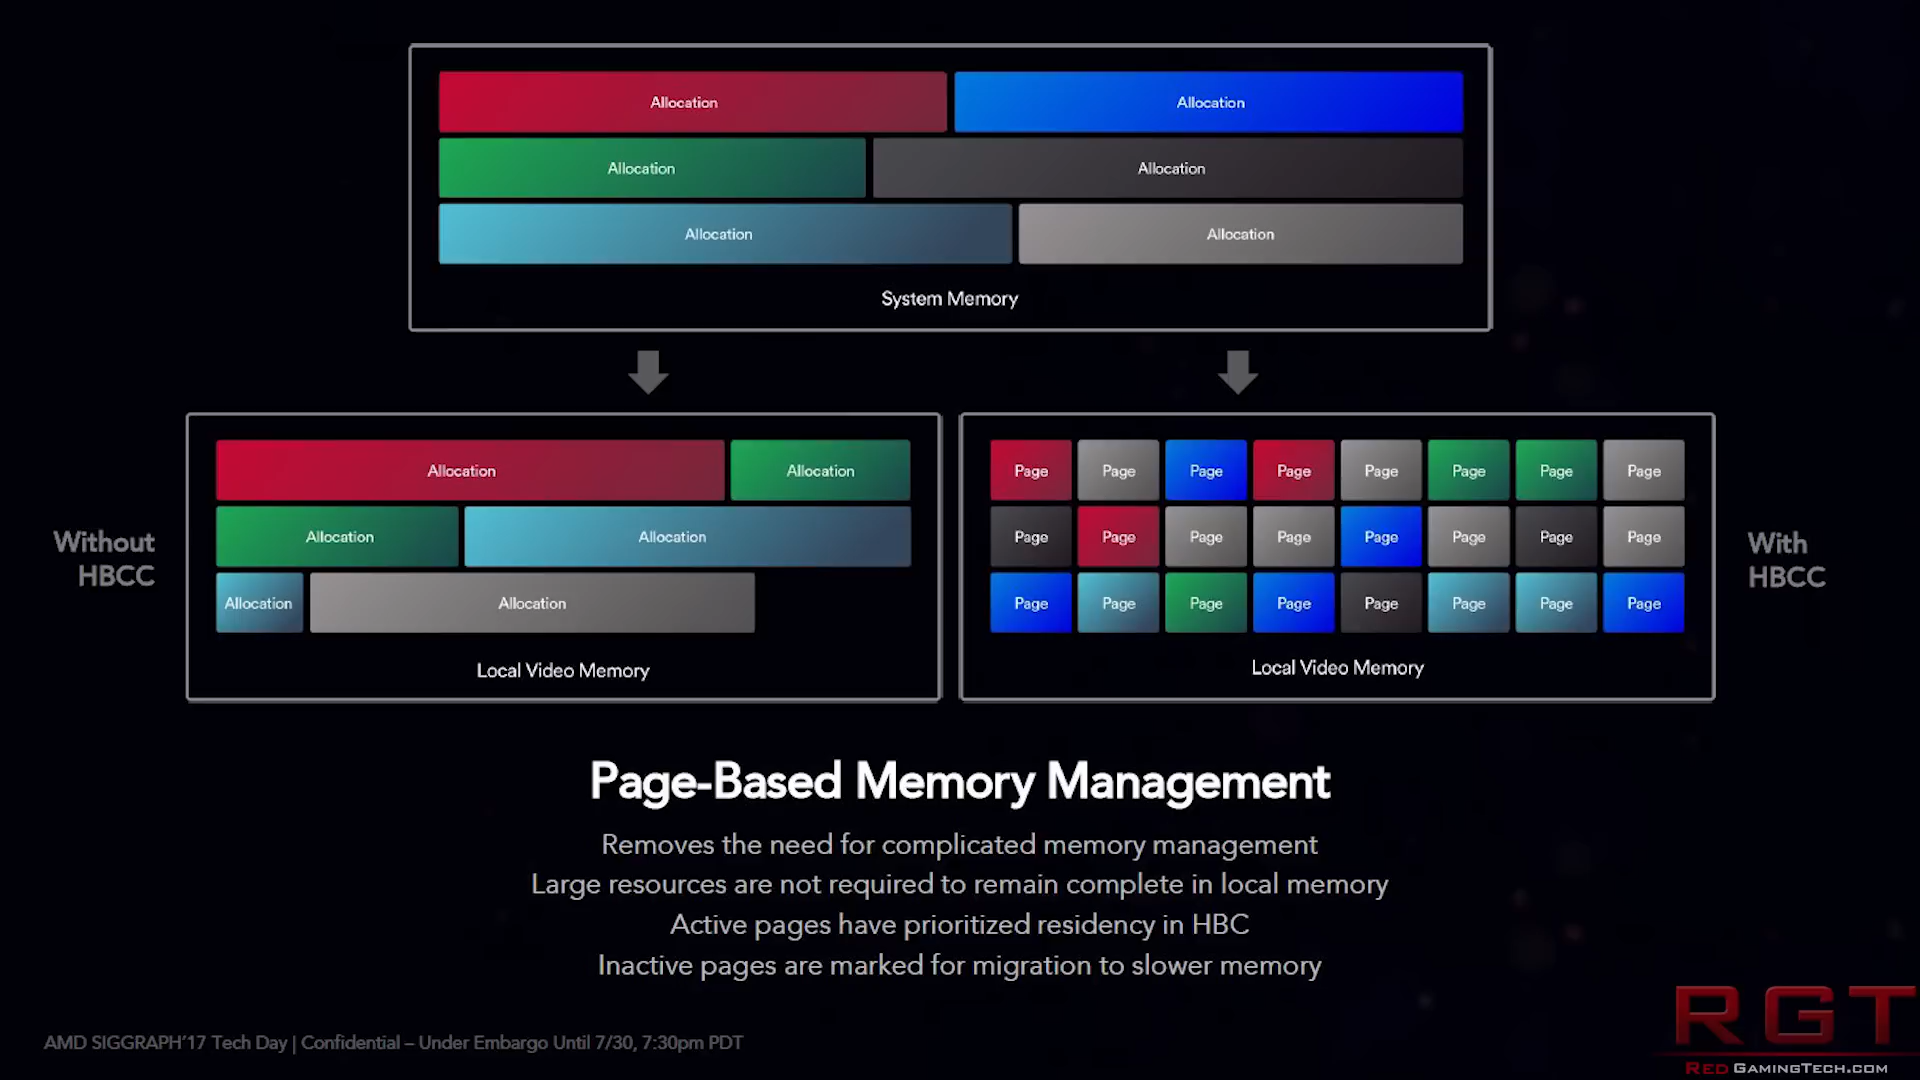 Allocation Allocation
Allocation Allocation
Allocation Allocation
System Memory
Without
HBCC
Allocation Allocation
Allocation Allocation
Allocation Allocation
Local Video Memory
Page Page Page Page Page Page Page Page
Page Page Page Page Page Page Page Page
Page Page Page Page Page Page Page Page
Local Video Memory
With
HBCC
Page-Based Memory Management
Removes the need for complicated memory management
Large resources are not required to remain complete in local memory
Active pages have prioritized residency in HBC
Inactive pages are marked for migration to slower memory
AMD SIGGRAPH'17 Tech Day | Confidential – Under Embargo Until 7/30, 7:30pm PDT
RGT
RED GAMINGTECH.COM